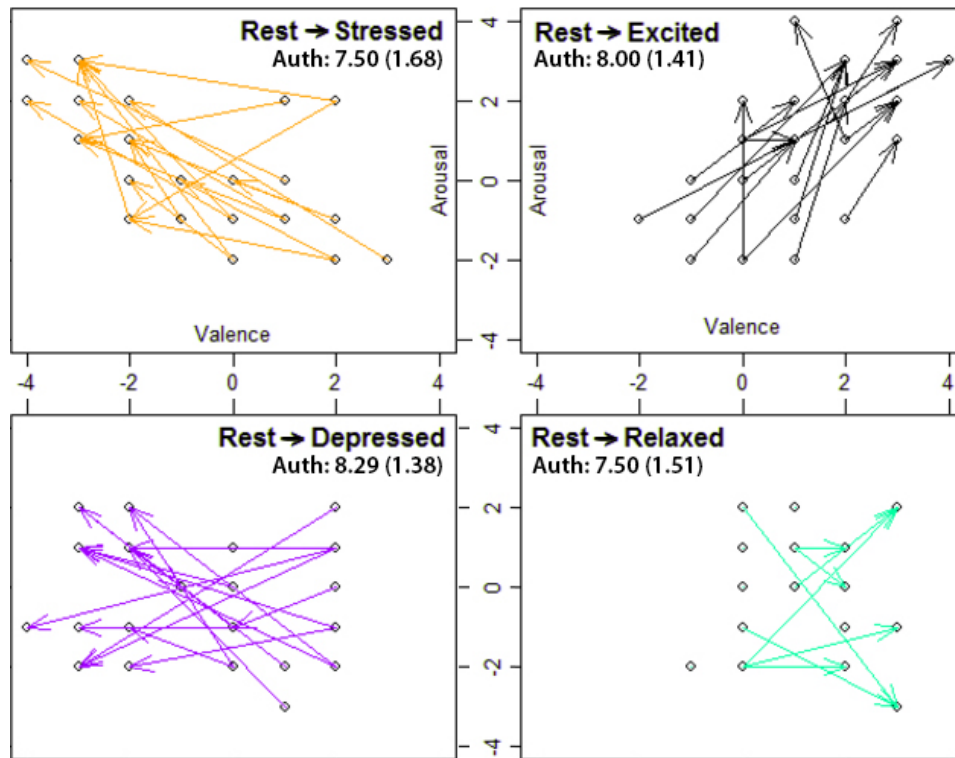 Rest → Stressed
Auth: 7.50 (1.68)
Rest → Excited
Auth: 8.00 (1.41)
4
2
0
-2
-4
Arousal
Arousal
Valence
Valence
-4 -2 0 2 4
-4 -2 0 2 4
Rest → Depressed
Auth: 8.29 (1.38)
Rest → Relaxed
Auth: 7.50 (1.51)
4
2
0
-2
-4